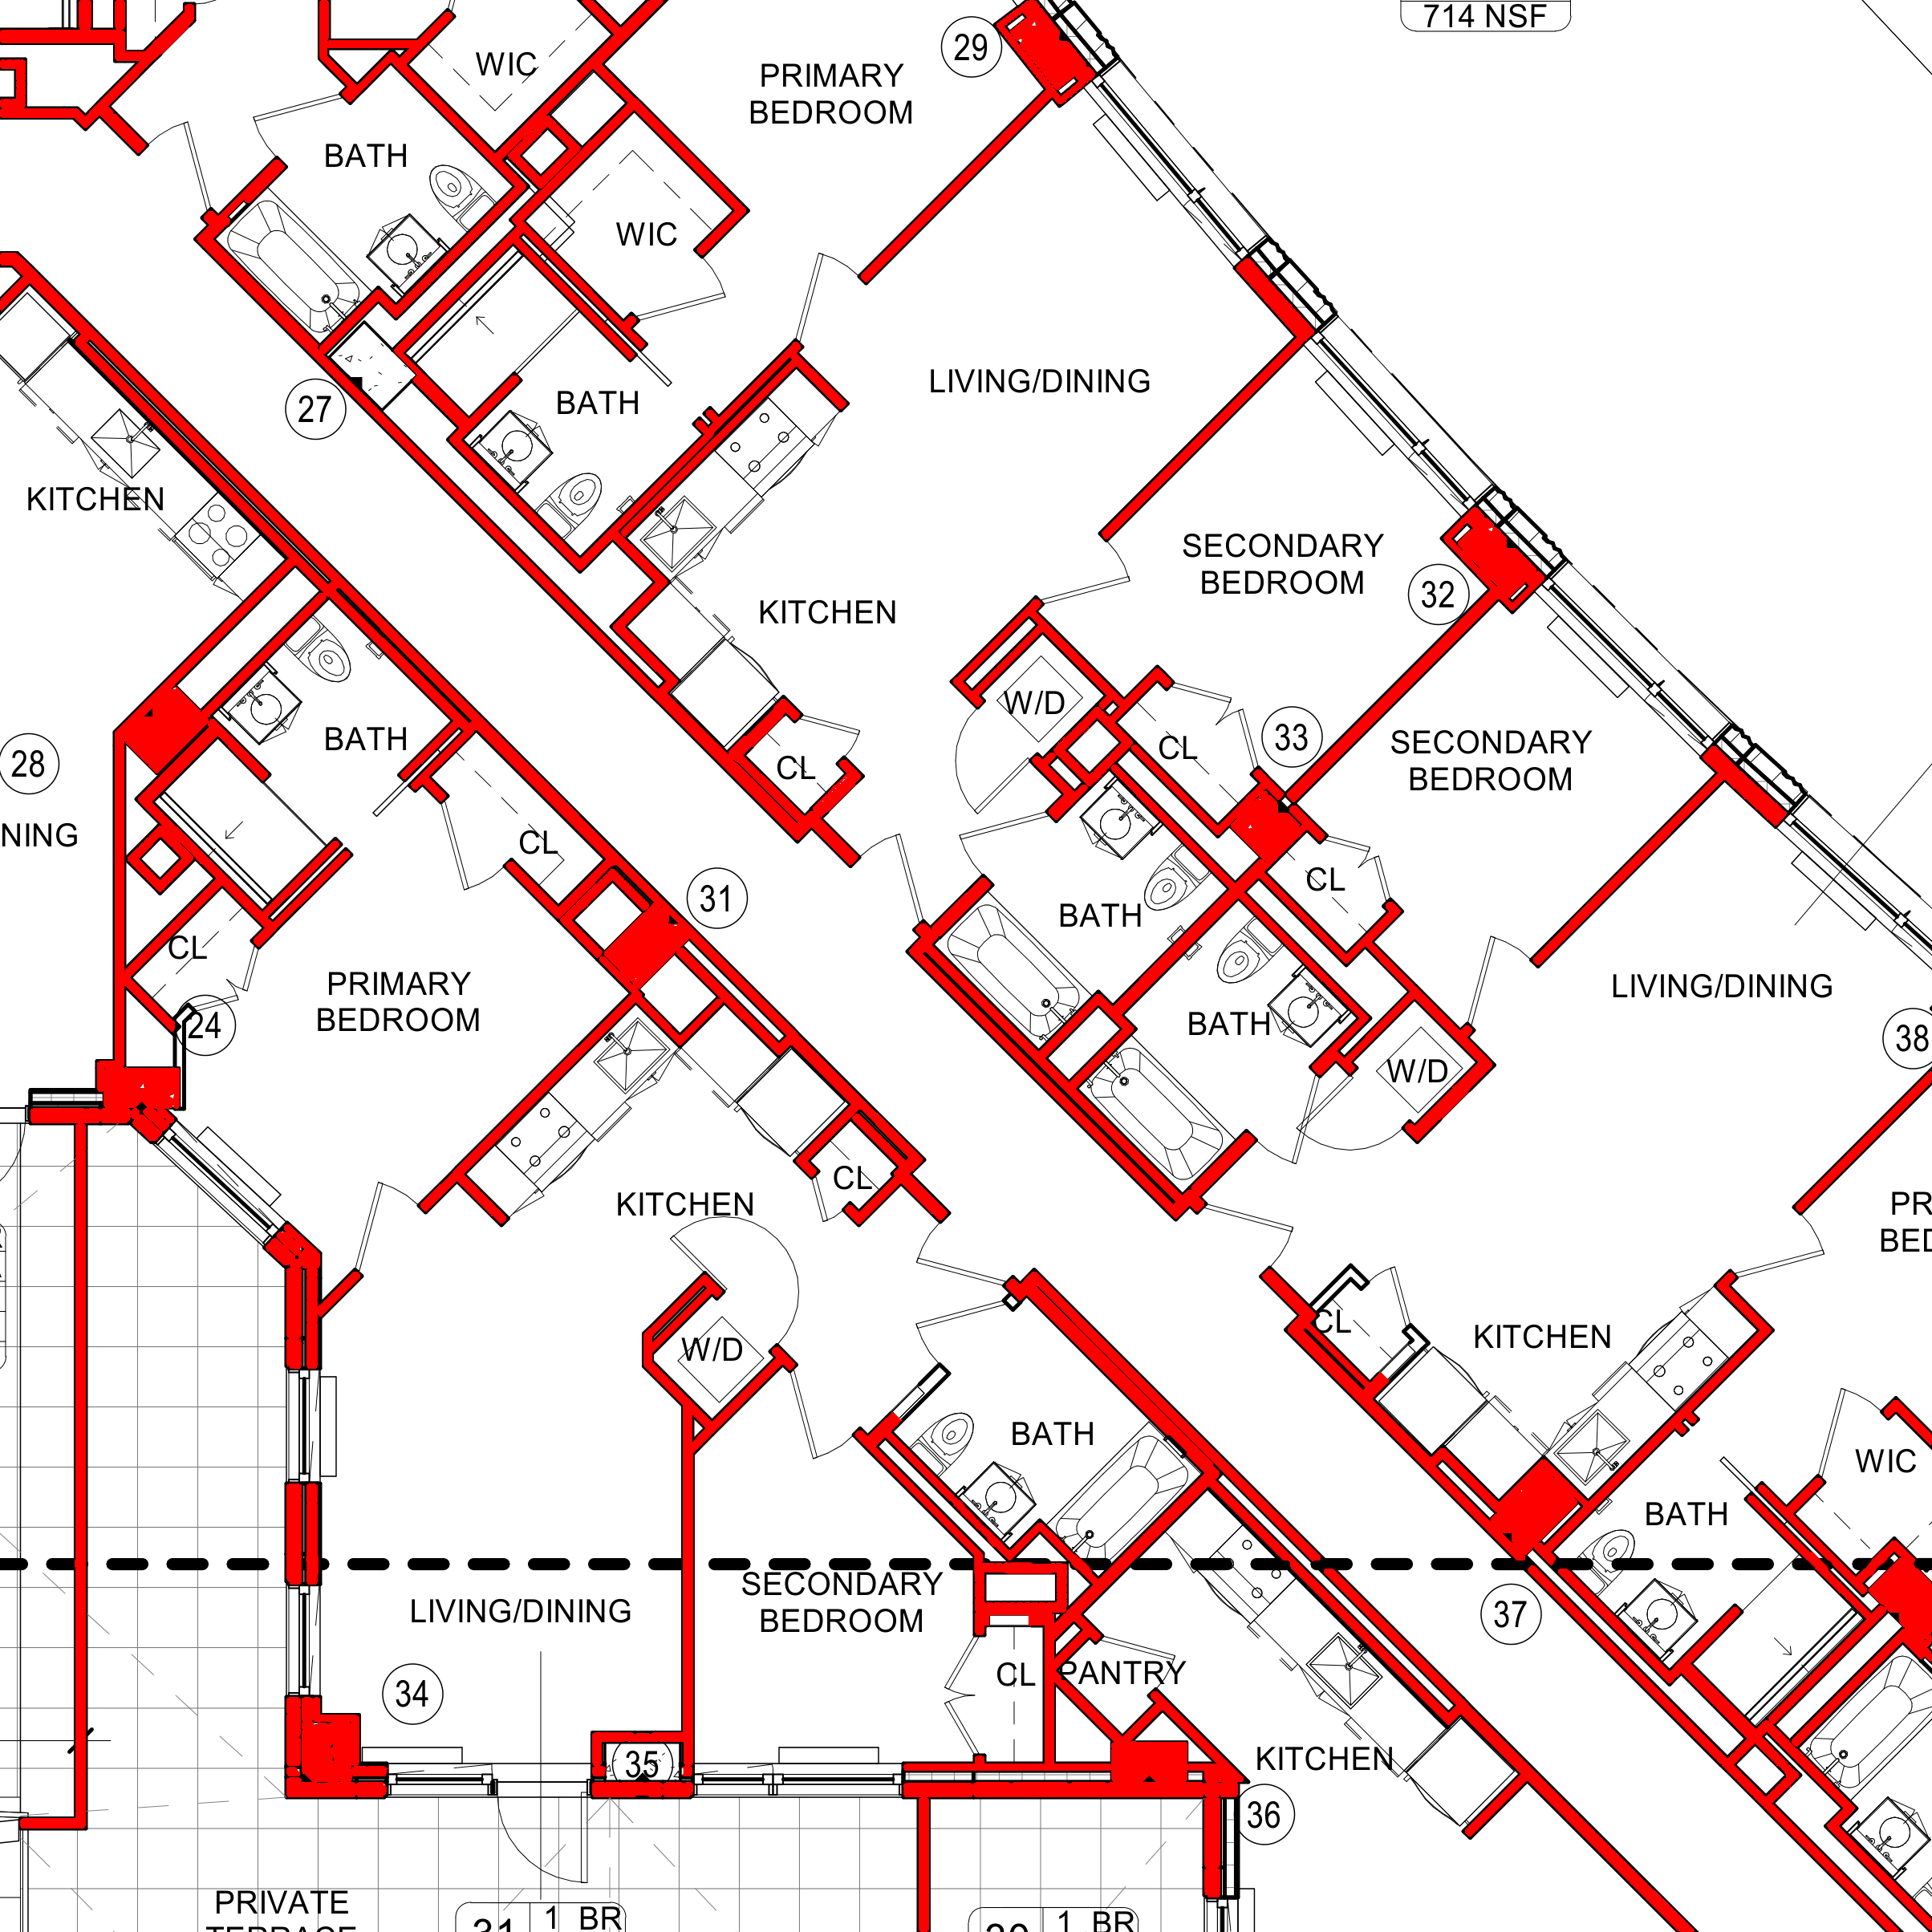 714 NSF
29
WIC
PRIMARY
BEDROOM
BATH
WIC
LIVING/DINING
27
BATH
KITCHEN
SECONDARY
BEDROOM
32
KITCHEN
W/D
33
CL
SECONDARY
BEDROOM
28
BATH
CL
NING
CL
CL
31
BATH
CL
PRIMARY
BEDROOM
LIVING/DINING
24
BATH
38
W/D
CL
KITCHEN
PR
BED
CL
KITCHEN
W/D
BATH
WIC
BATH
SECONDARY
BEDROOM
LIVING/DINING
37
CL
PANTRY
34
35
KITCHEN
36
PRIVATE
1 BR
1 BR